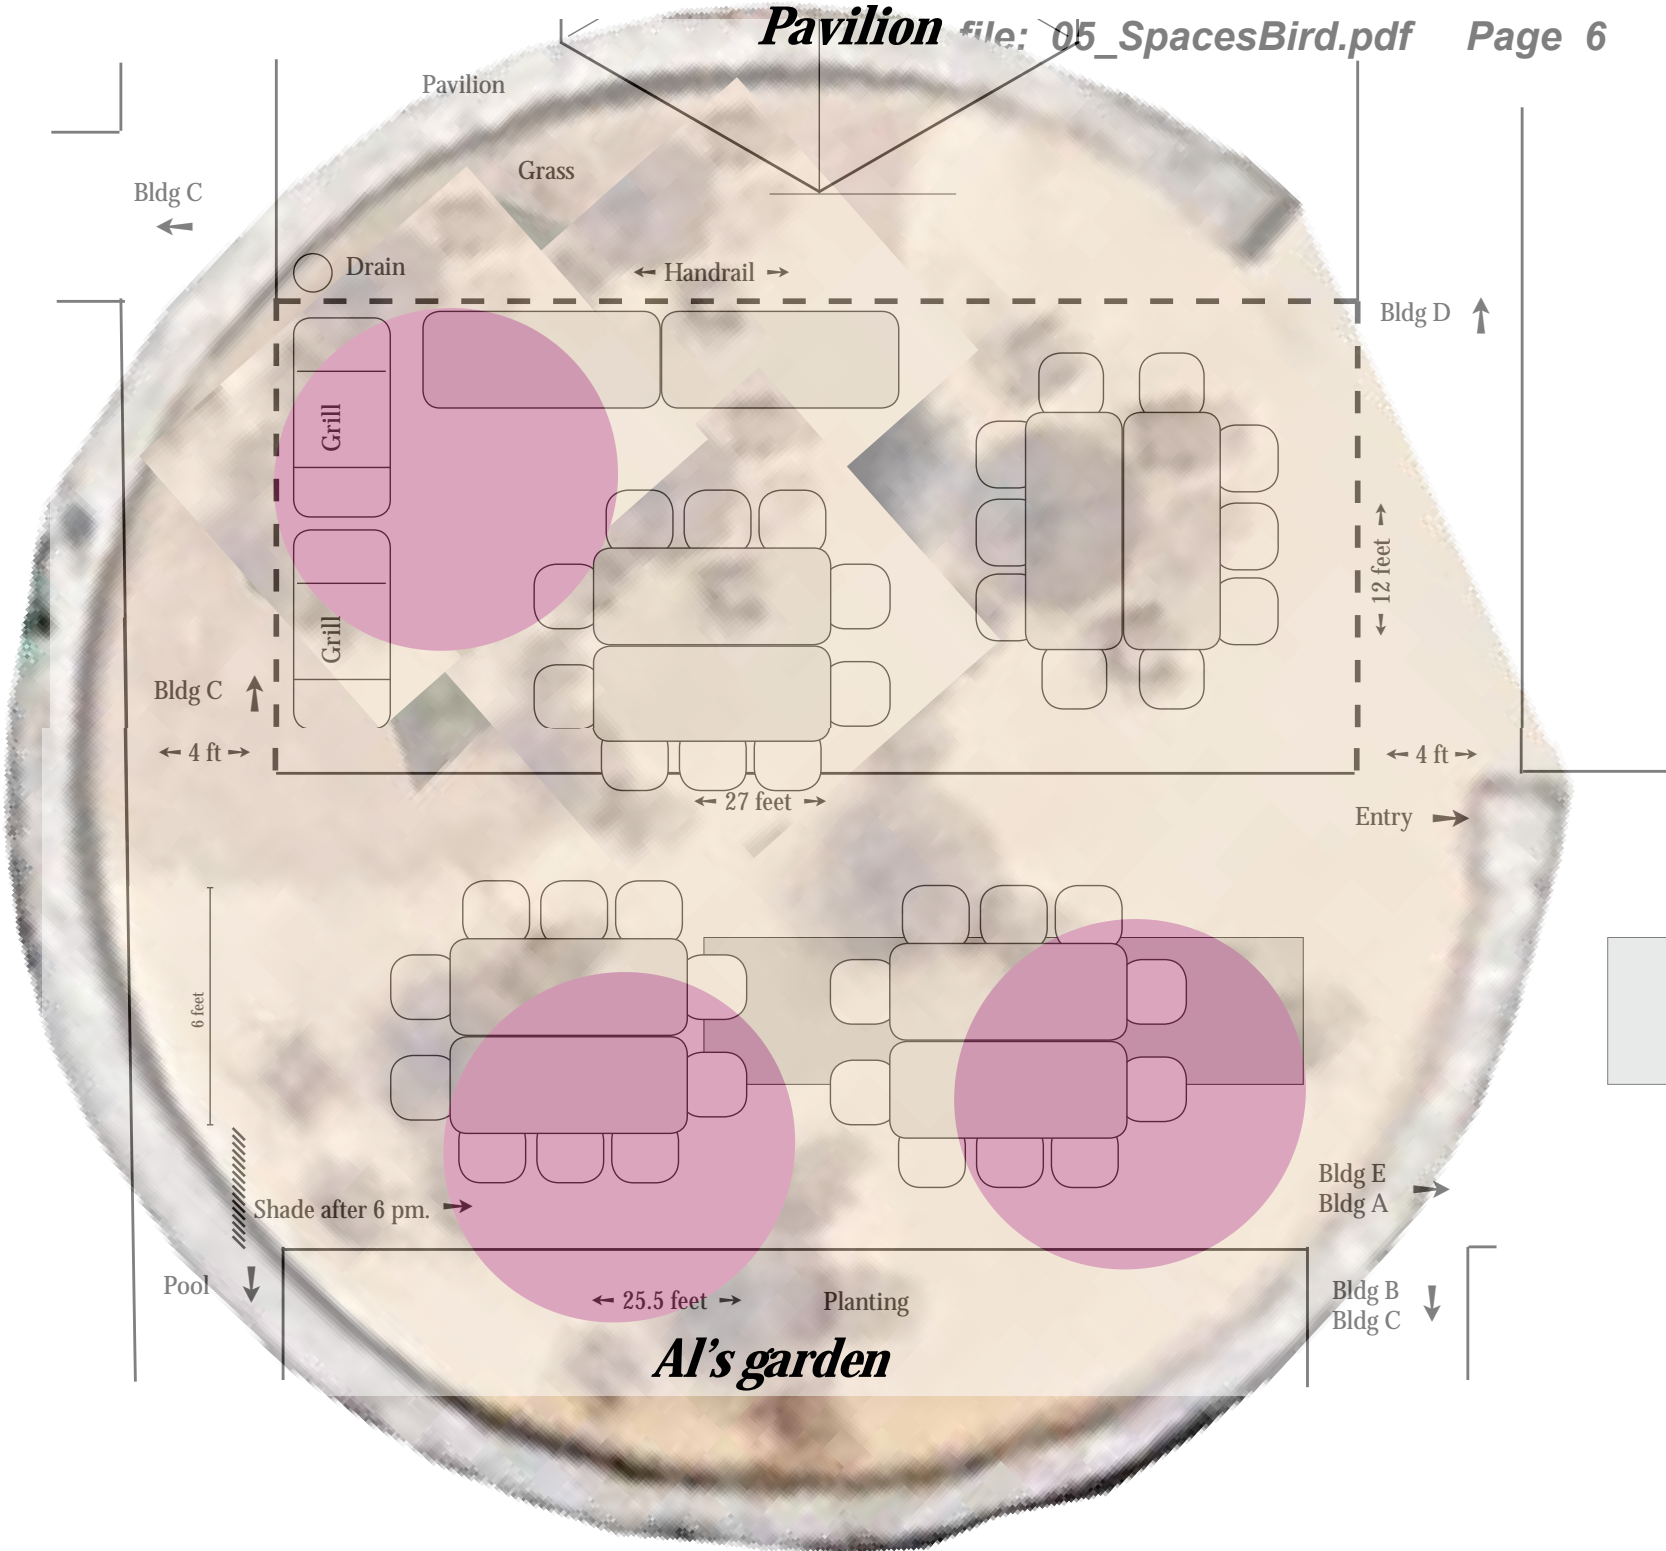 Pavilion
file: 05_SpacesBird.pdf Page 6
Pavilion
Grass
Bldg C
Drain
Handrail
Bldg D
Grill
12 feet
Grill
Bldg C
4 ft
4 ft
27 feet
Entry
6 feet
Bldg E
Bldg A
Shade after 6 pm.
Pool
25.5 feet
Planting
Bldg B
Bldg C
Al's garden